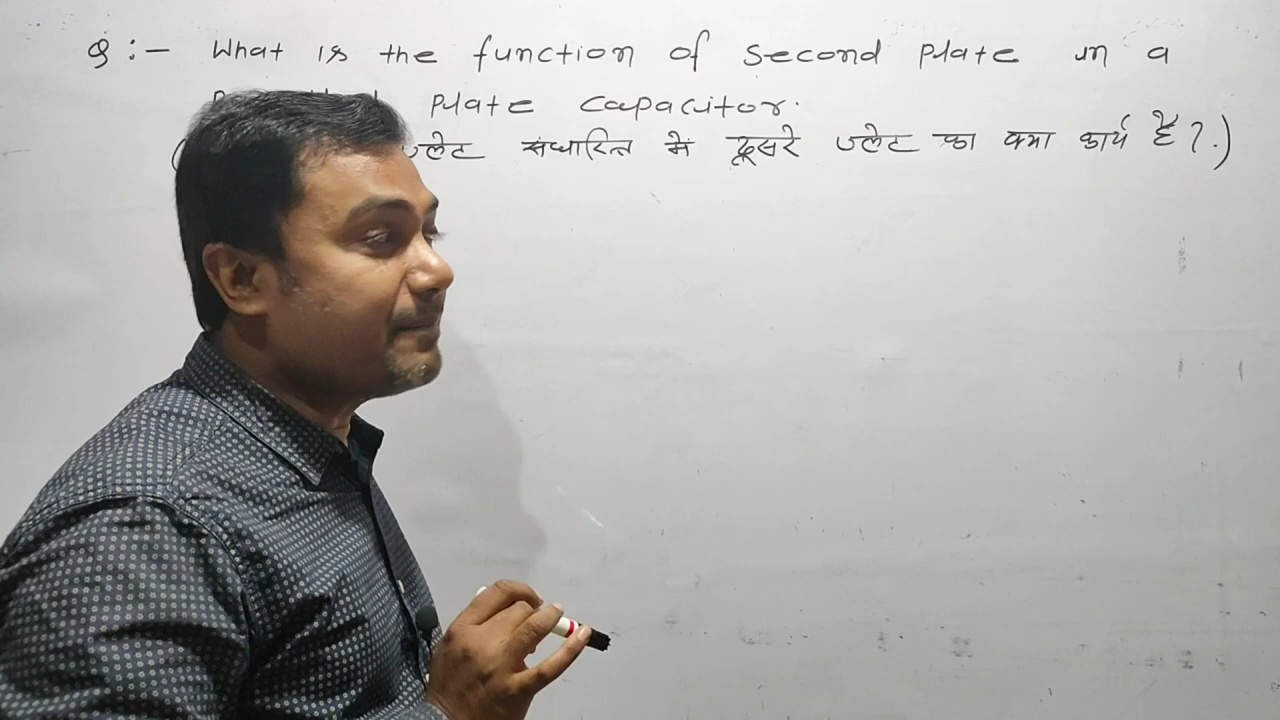 Q :- What is the function of second plate in a
plate capacitor.
प्लेट संधारित्र में दूसरे प्लेट का क्या कार्य है ?.)